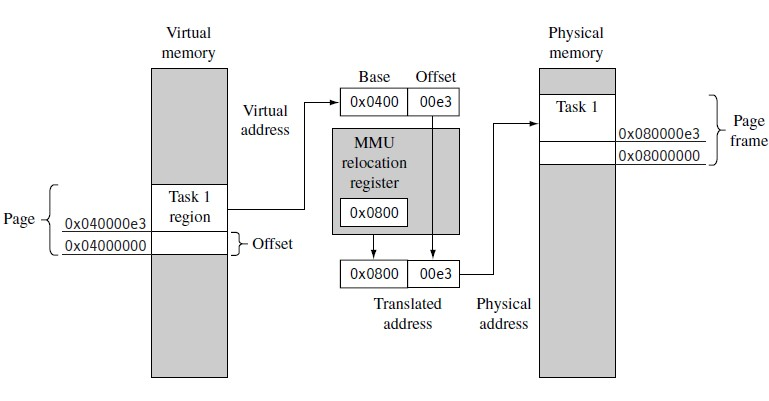 Virtual
memory
Physical
memory
Base
Offset
0x0400
00e3
Virtual
address
MMU
relocation
register
0x0800
Task 1
0x080000e3
0x08000000
Page
frame
Page
0x040000e3
0x04000000
Task 1
region
Offset
0x0800
00e3
Translated
address
Physical
address